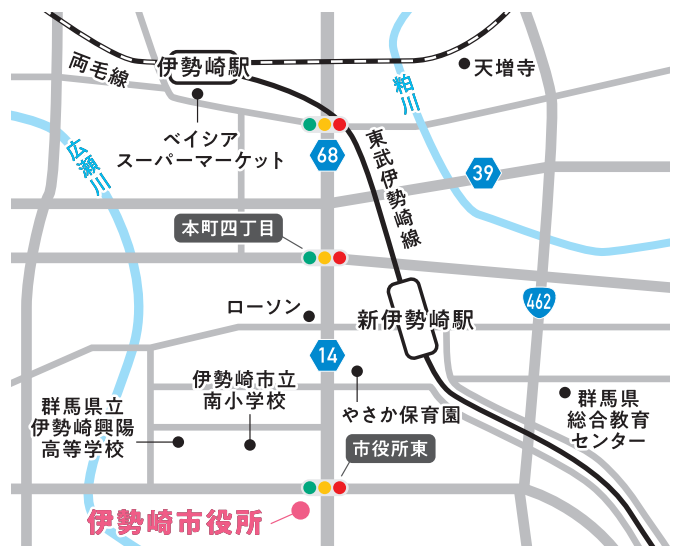 伊勢崎駅
両毛線
天増寺
粕川
ベイシア
スーパーマーケット
広瀬川
68
東武伊勢崎線
39
本町四丁目
462
ローソン
新伊勢崎駅
14
伊勢崎市立
南小学校
やさか保育園
群馬県立
伊勢崎興陽
高等学校
群馬県
総合教育
センター
市役所東
伊勢崎市役所